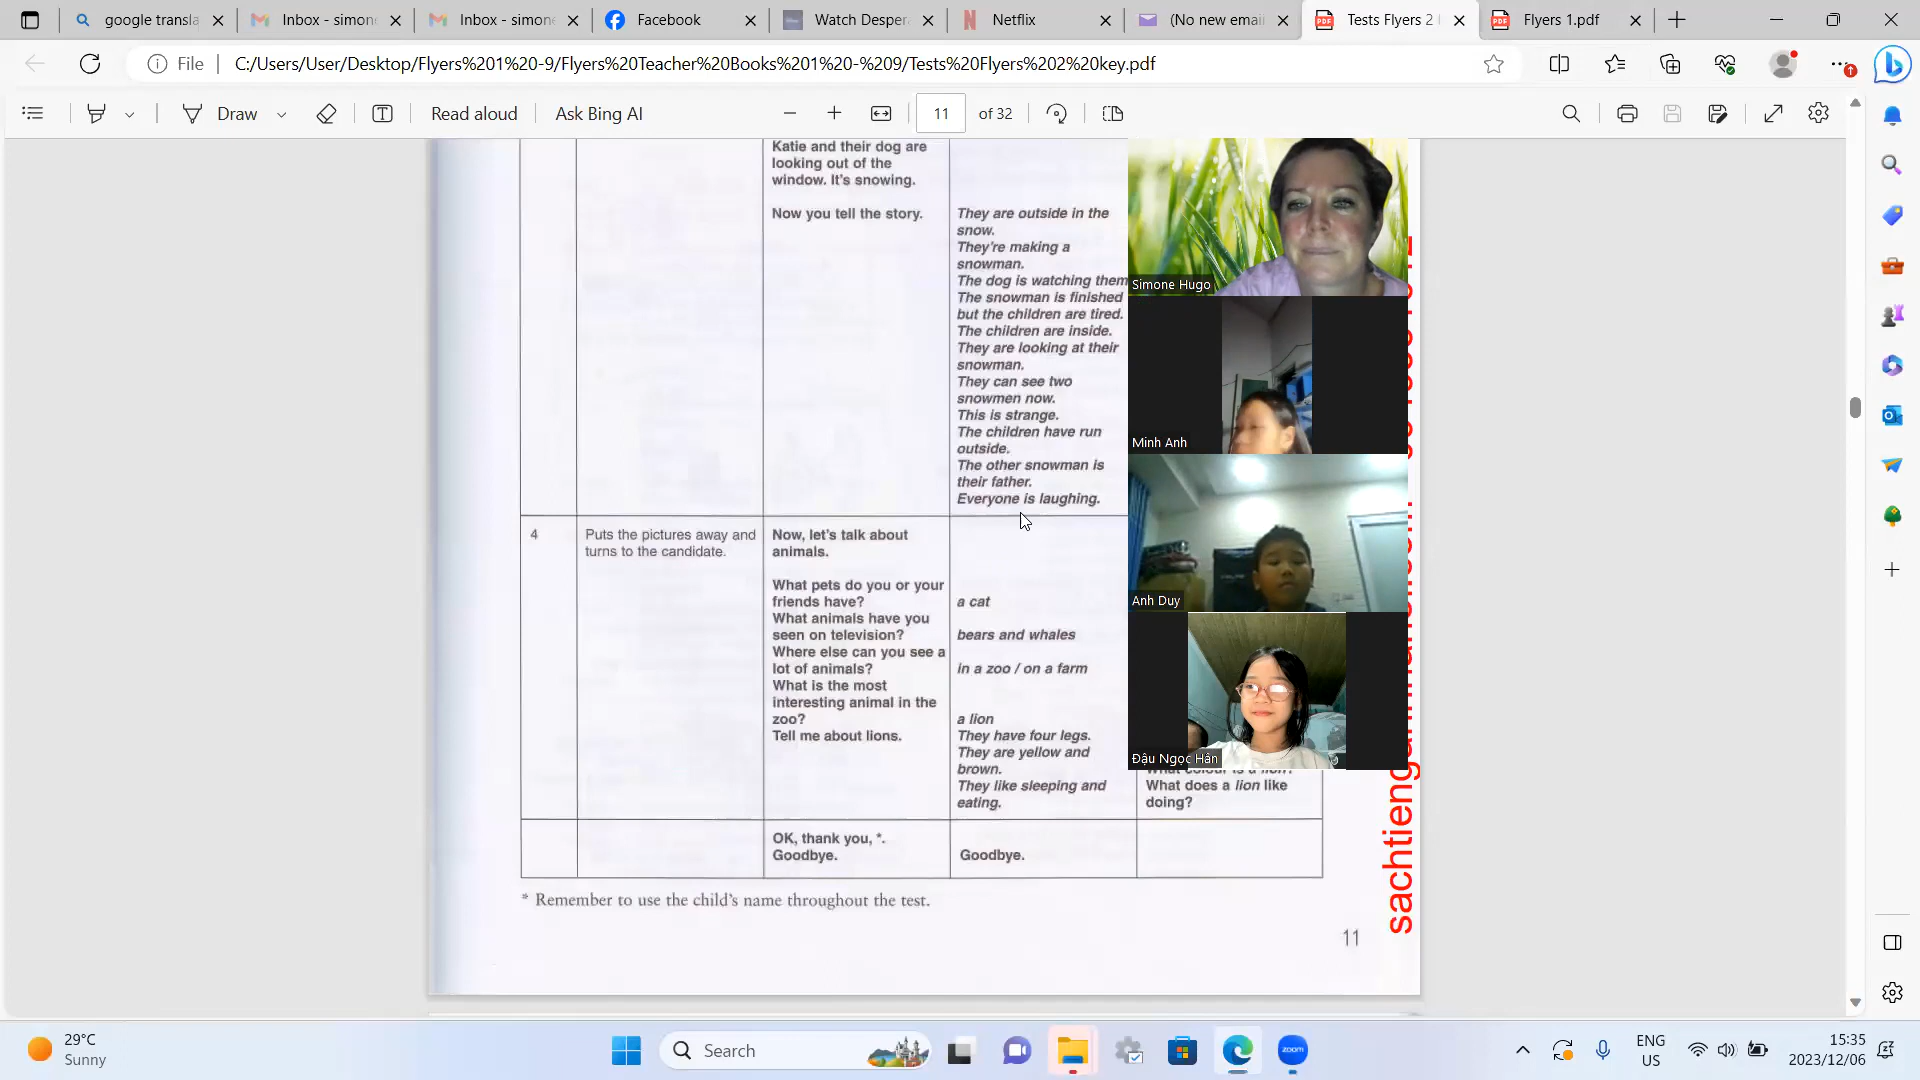 google transla
Inbox - simon
Inbox - simon
Facebook
Watch Desper
Netflix
(No new emai
Tests Flyers 2
Flyers 1.pdf
File
C:/Users/User/Desktop/Flyers%201%20-9/Flyers%20Teacher%20Books%201%20-%209/Tests%20Flyers%202%20key.pdf
Draw
Read aloud
Ask Bing AI
11
of 32
Katie and their dog are
looking out of the
window. It's snowing.
Now you tell the story.
They are outside in the
snow.
They're making a
snowman.
The dog is watching them
The snowman is finished
but the children are tired.
The children are inside.
They are looking at their
snowman.
They can see two
snowmen now.
This is strange.
The children have run
outside.
The other snowman is
their father.
Everyone is laughing.
4
Puts the pictures away and
turns to the candidate.
Now, let's talk about
animals.
What pets do you or your
friends have?
What animals have you
seen on television?
Where else can you see a
lot of animals?
What is the most
interesting animal in the
zoo?
Tell me about lions.
a cat
bears and whales
in a zoo / on a farm
a lion
They have four legs.
They are yellow and
brown.
They like sleeping and
eating.
What colour is a lion?
What does a lion like
doing?
OK, thank you, *.
Goodbye.
Goodbye.
* Remember to use the child's name throughout the test.
11
Simone Hugo
Minh Anh
Anh Duy
Đậu Ngọc Hân
29°C
Sunny
Search
zoom
ENG
US
15:35
2023/12/06